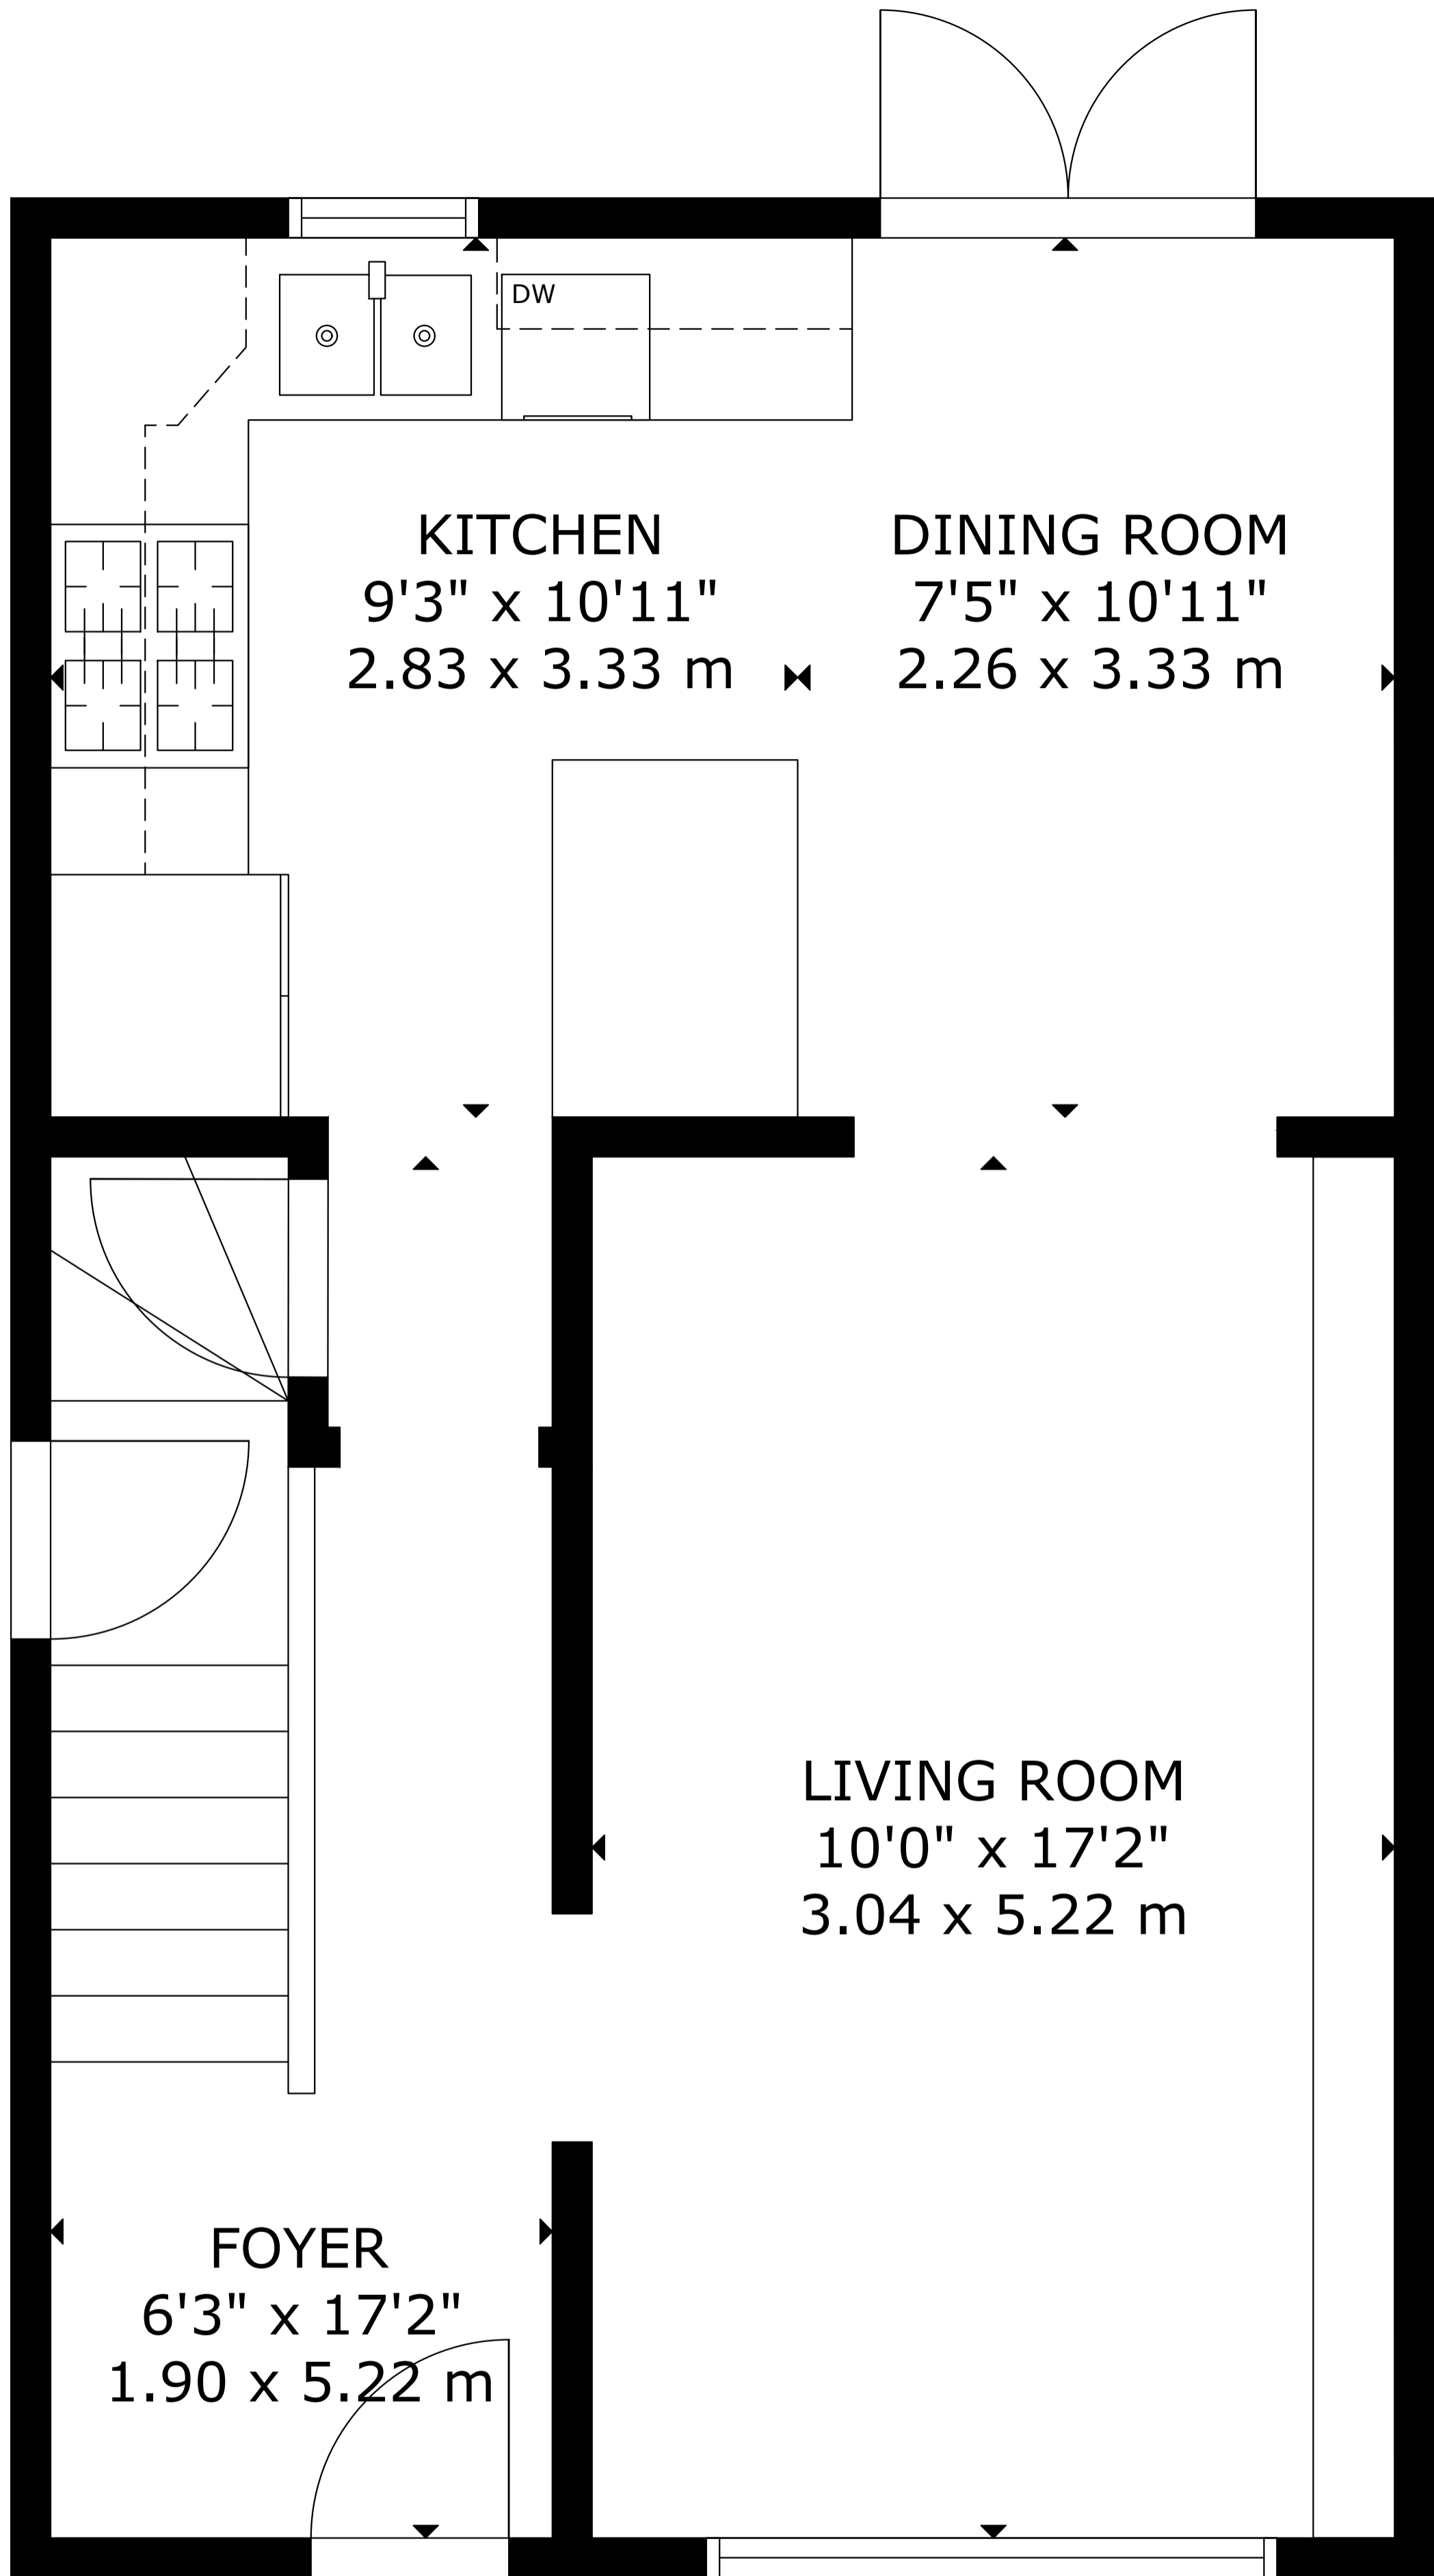 DW
KITCHEN
9'3" x 10'11"
2.83 x 3.33 m
DINING ROOM
7'5" x 10'11"
2.26 x 3.33 m
LIVING ROOM
10'0" x 17'2"
3.04 x 5.22 m
FOYER
6'3" x 17'2"
1.90 x 5.22 m